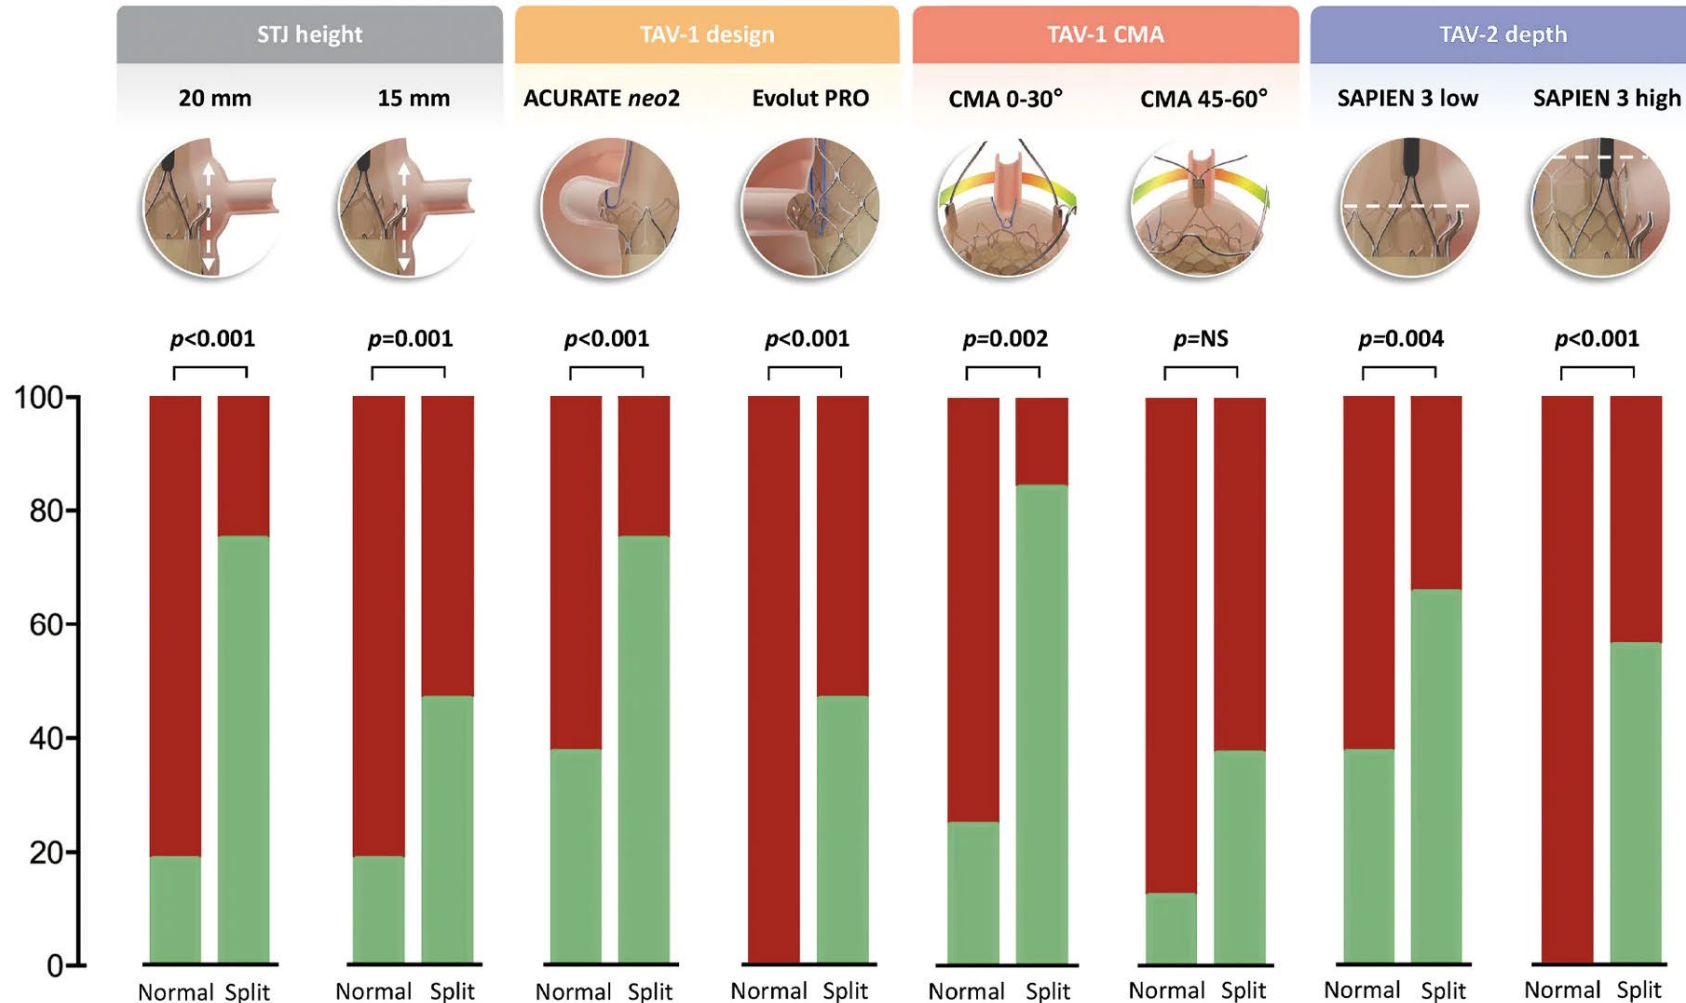 STJ height TAV-1 design TAV-1 CMA TAV-2 depth
20 mm 15 mm ACURATE neo2 Evolut PRO CMA 0-30° CMA 45-60° SAPIEN 3 low SAPIEN 3 high
p<0.001 p=0.001 p<0.001 p<0.001 p=0.002 p=NS p=0.004 p<0.001
100
80
60
40
20
0
Normal Split Normal Split Normal Split Normal Split Normal Split Normal Split Normal Split Normal Split